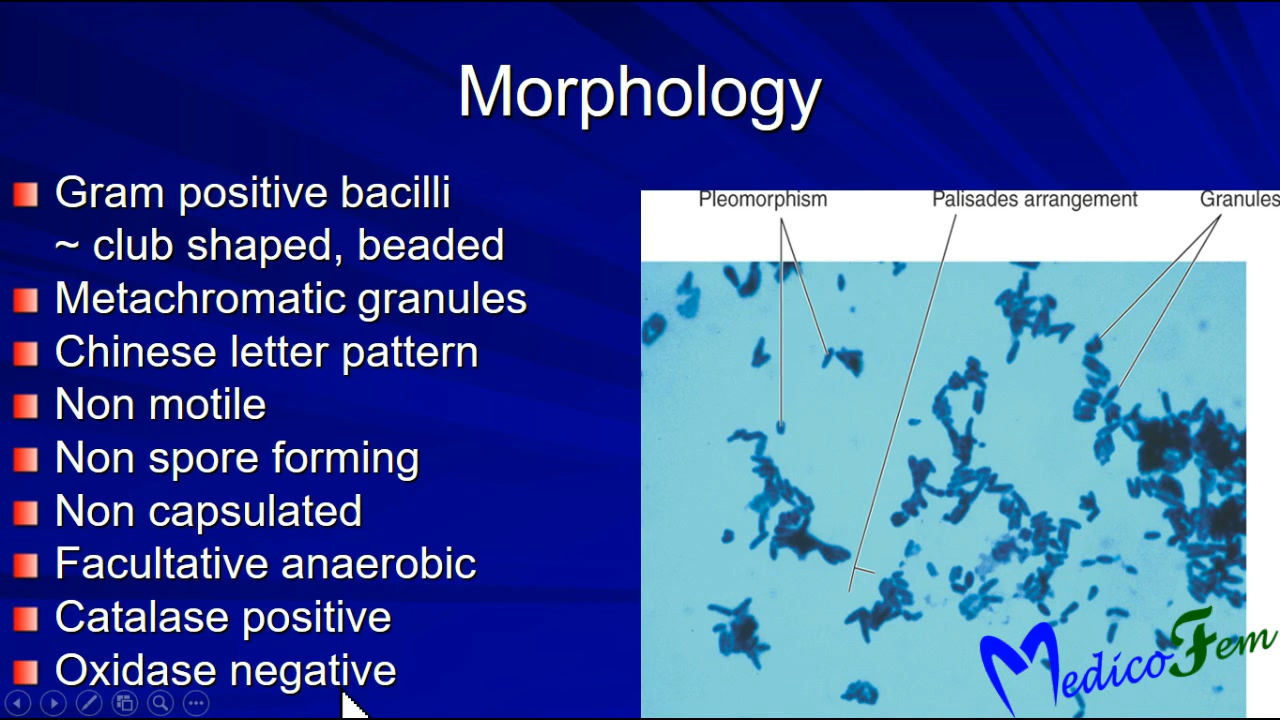 Morphology
Gram positive bacilli
~ club shaped, beaded
Metachromatic granules
Chinese letter pattern
Non motile
Non spore forming
Non capsulated
Facultative anaerobic
Catalase positive
Oxidase negative
Pleomorphism Palisades arrangement Granules
MedicoFem